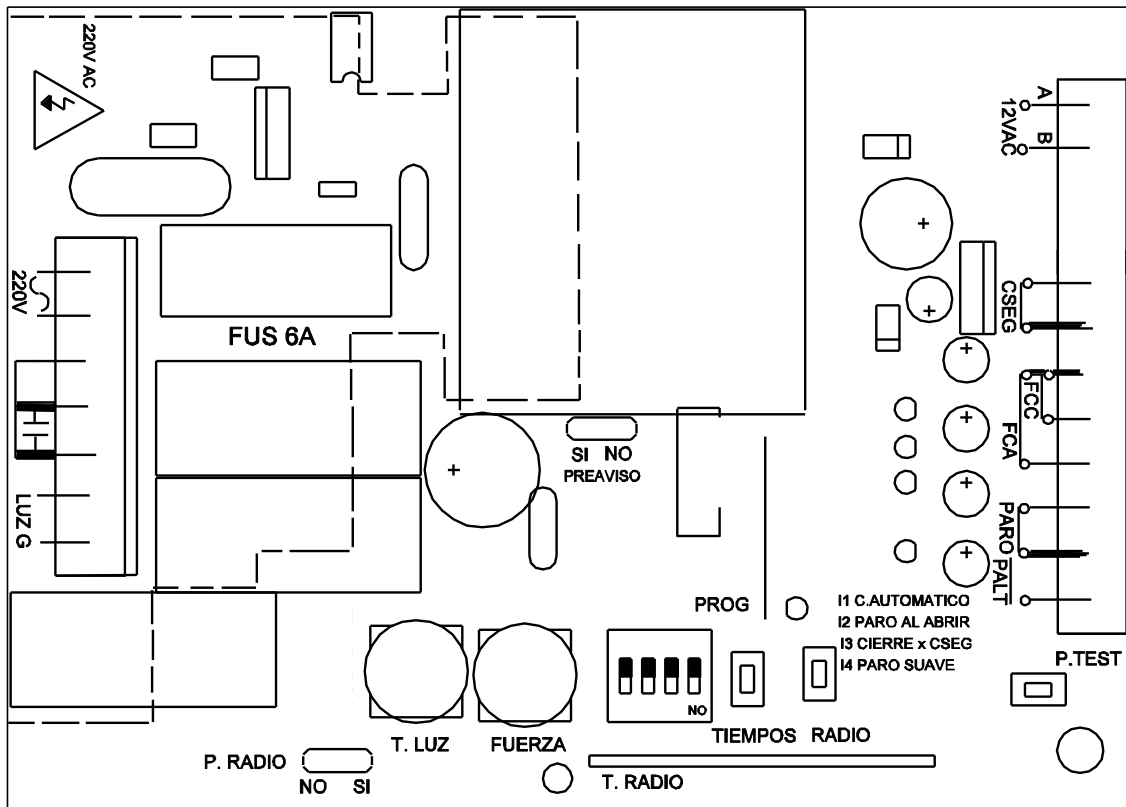 220V AC
A
12VAC
B
220V
FUS 6A
CSEG
FCC
FCA
SI NO
PREAVISO
LUZ G
PARO
PALT
PROG
I1 C.AUTOMATICO
I2 PARO AL ABRIR
I3 CIERRE x CSEG
I4 PARO SUAVE
P.TEST
NO
T. LUZ
FUERZA
TIEMPOS RADIO
P. RADIO
NO SI
T. RADIO